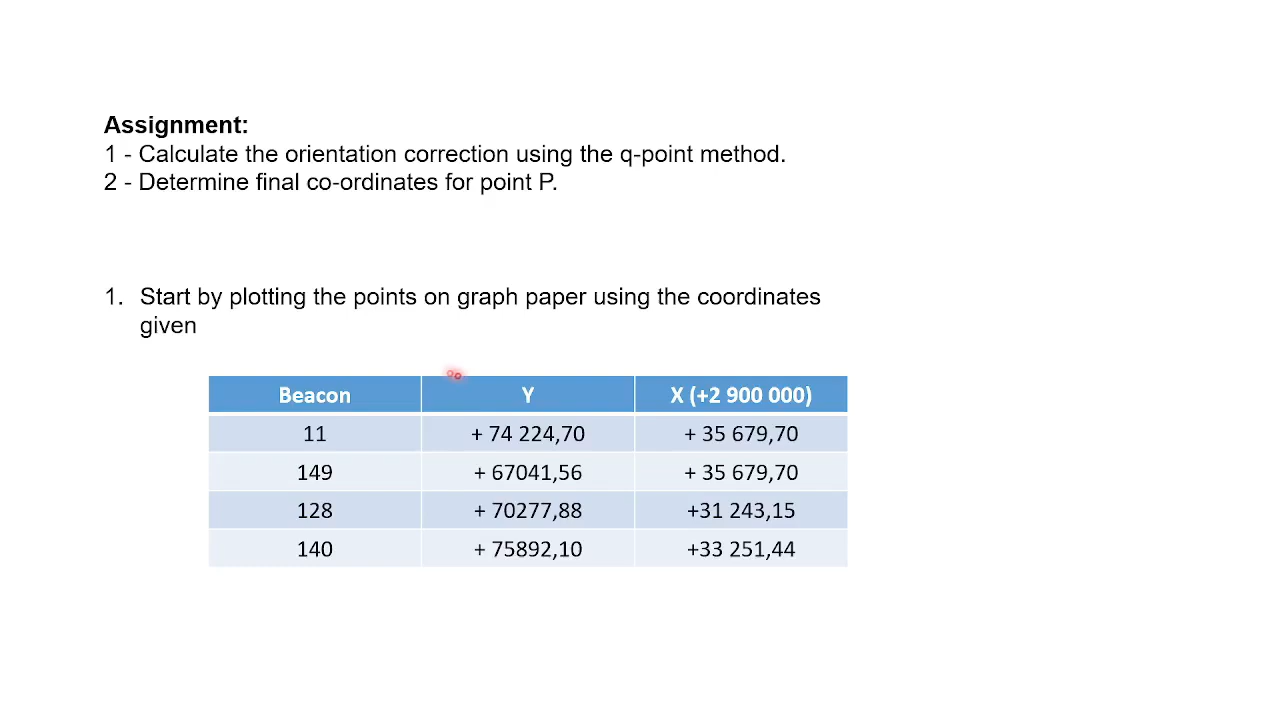 Assignment:
1 - Calculate the orientation correction using the q-point method.
2 - Determine final co-ordinates for point P.
1. Start by plotting the points on graph paper using the coordinates
given
Beacon Y X (+2 900 000)
11 + 74 224,70 + 35 679,70
149 + 67041,56 + 35 679,70
128 + 70277,88 +31 243,15
140 + 75892,10 +33 251,44